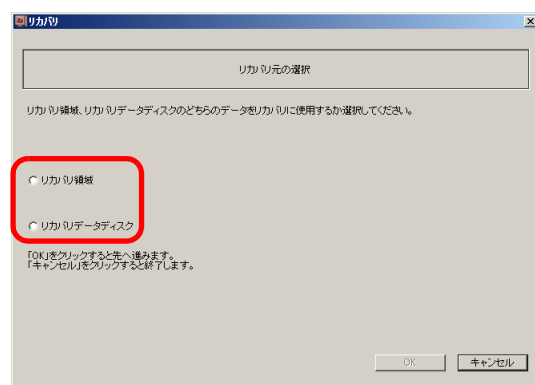 リカバリ
リカバリ元の選択
リカバリ領域、リカバリデータディスクのどちらのデータをリカバリに使用するか選択してください。
リカバリ領域
リカバリデータディスク
「OK」をクリックすると先へ進みます。
「キャンセル」をクリックすると終了します。
OK
キャンセル